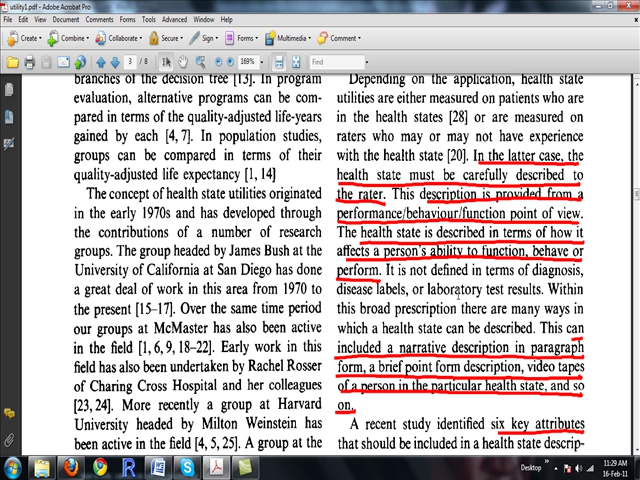 utility1.pdf - Adobe Acrobat Pro
File Edit View Document Comments Forms Tools Advanced Window Help
Create Combine Collaborate Secure Sign Forms Multimedia Comment
3 / 8 169% Find
branches of the decision tree [13]. In program
evaluation, alternative programs can be com-
pared in terms of the quality-adjusted life-years
gained by each [4, 7]. In population studies,
groups can be compared in terms of their
quality-adjusted life expectancy [1, 14]
The concept of health state utilities originated
in the early 1970s and has developed through
the contributions of a number of research
groups. The group headed by James Bush at the
University of California at San Diego has done
a great deal of work in this area from 1970 to
the present [15–17]. Over the same time period
our groups at McMaster has also been active
in the field [1, 6, 9, 18–22]. Early work in this
field has also been undertaken by Rachel Rosser
of Charing Cross Hospital and her colleagues
[23, 24]. More recently a group at Harvard
University headed by Milton Weinstein has
been active in the field [4, 5, 25]. A group at the
Depending on the application, health state
utilities are either measured on patients who are
in the health states [28] or are measured on
raters who may or may not have experience
with the health state [20]. In the latter case, the
health state must be carefully described to
the rater. This description is provided from a
performance/behaviour/function point of view.
The health state is described in terms of how it
affects a person's ability to function, behave or
perform. It is not defined in terms of diagnosis,
disease labels, or laboratory test results. Within
this broad prescription there are many ways in
which a health state can be described. This can
included a narrative description in paragraph
form, a brief point form description, video tapes
of a person in the particular health state, and so
on.
A recent study identified six key attributes
that should be included in a health state descrip-
Desktop
11:29 AM
16-Feb-11